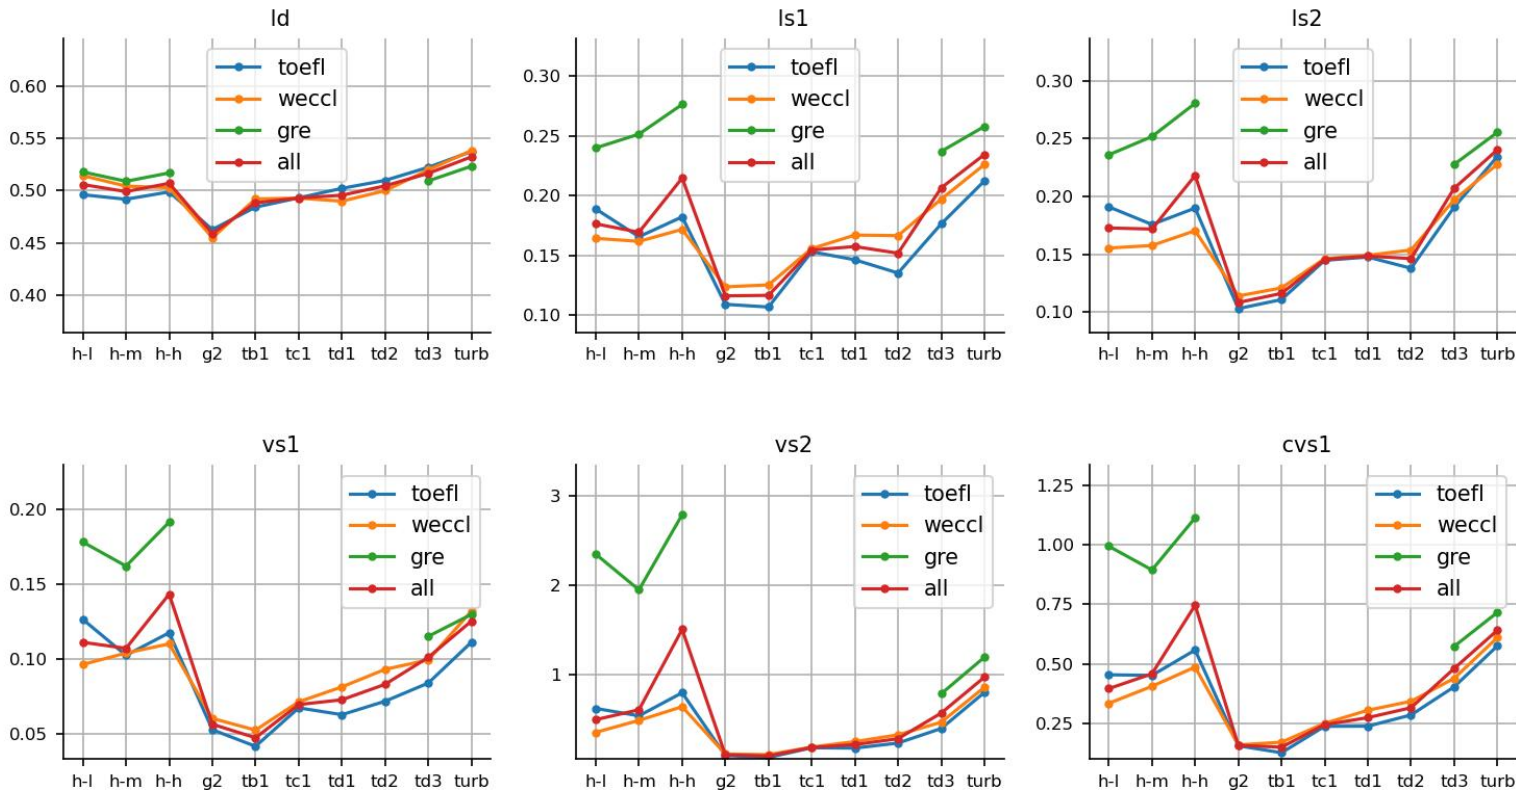 ld
0.60
0.55
0.50
0.45
0.40
toefl
weccl
gre
all
h-l h-m h-h g2 tb1 tc1 td1 td2 td3 turb
ls1
0.30
0.25
0.20
0.15
0.10
toefl
weccl
gre
all
h-l h-m h-h g2 tb1 tc1 td1 td2 td3 turb
ls2
0.30
0.25
0.20
0.15
0.10
toefl
weccl
gre
all
h-l h-m h-h g2 tb1 tc1 td1 td2 td3 turb
vs1
0.20
0.15
0.10
0.05
toefl
weccl
gre
all
h-l h-m h-h g2 tb1 tc1 td1 td2 td3 turb
vs2
3
2
1
toefl
weccl
gre
all
h-l h-m h-h g2 tb1 tc1 td1 td2 td3 turb
cvs1
1.25
1.00
0.75
0.50
0.25
toefl
weccl
gre
all
h-l h-m h-h g2 tb1 tc1 td1 td2 td3 turb